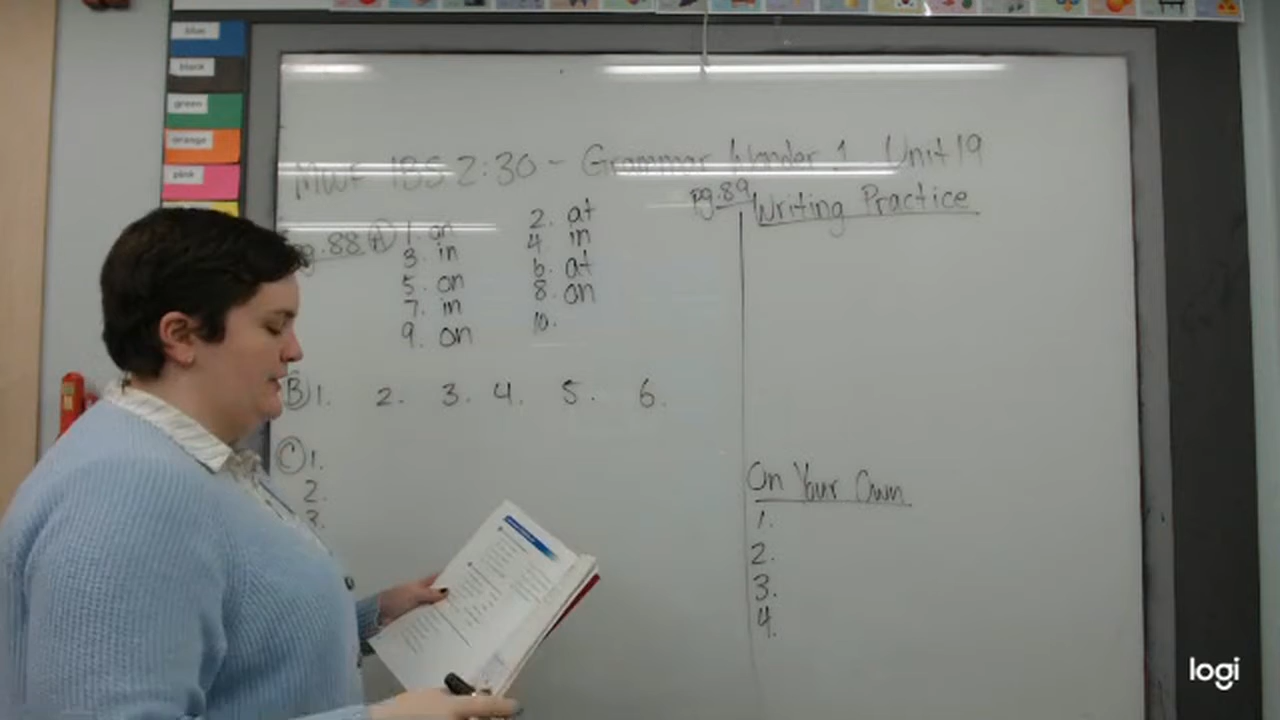 blue
black
green
orange
pink
MWF 1BS 2:30 - Grammar Wonder 1 Unit 19
pg. 88 A 1. on 2. at
3. in 4. in
5. on 6. at
7. in 8. on
9. on 10.
B 1. 2. 3. 4. 5. 6.
C 1.
2.
3.
pg. 89 Writing Practice
On Your Own
1.
2.
3.
4.
logi